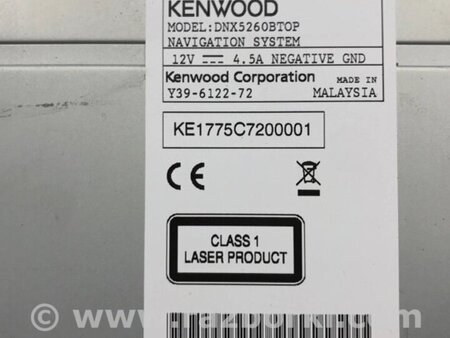 KENWOOD
MODEL:DNX5260BTOP
NAVIGATION SYSTEM
12V ⎓ 4.5A NEGATIVE GND
Kenwood Corporation MADE IN
Y39-6122-72 MALAYSIA
KE1775C7200001
CE
CLASS 1
LASER PRODUCT